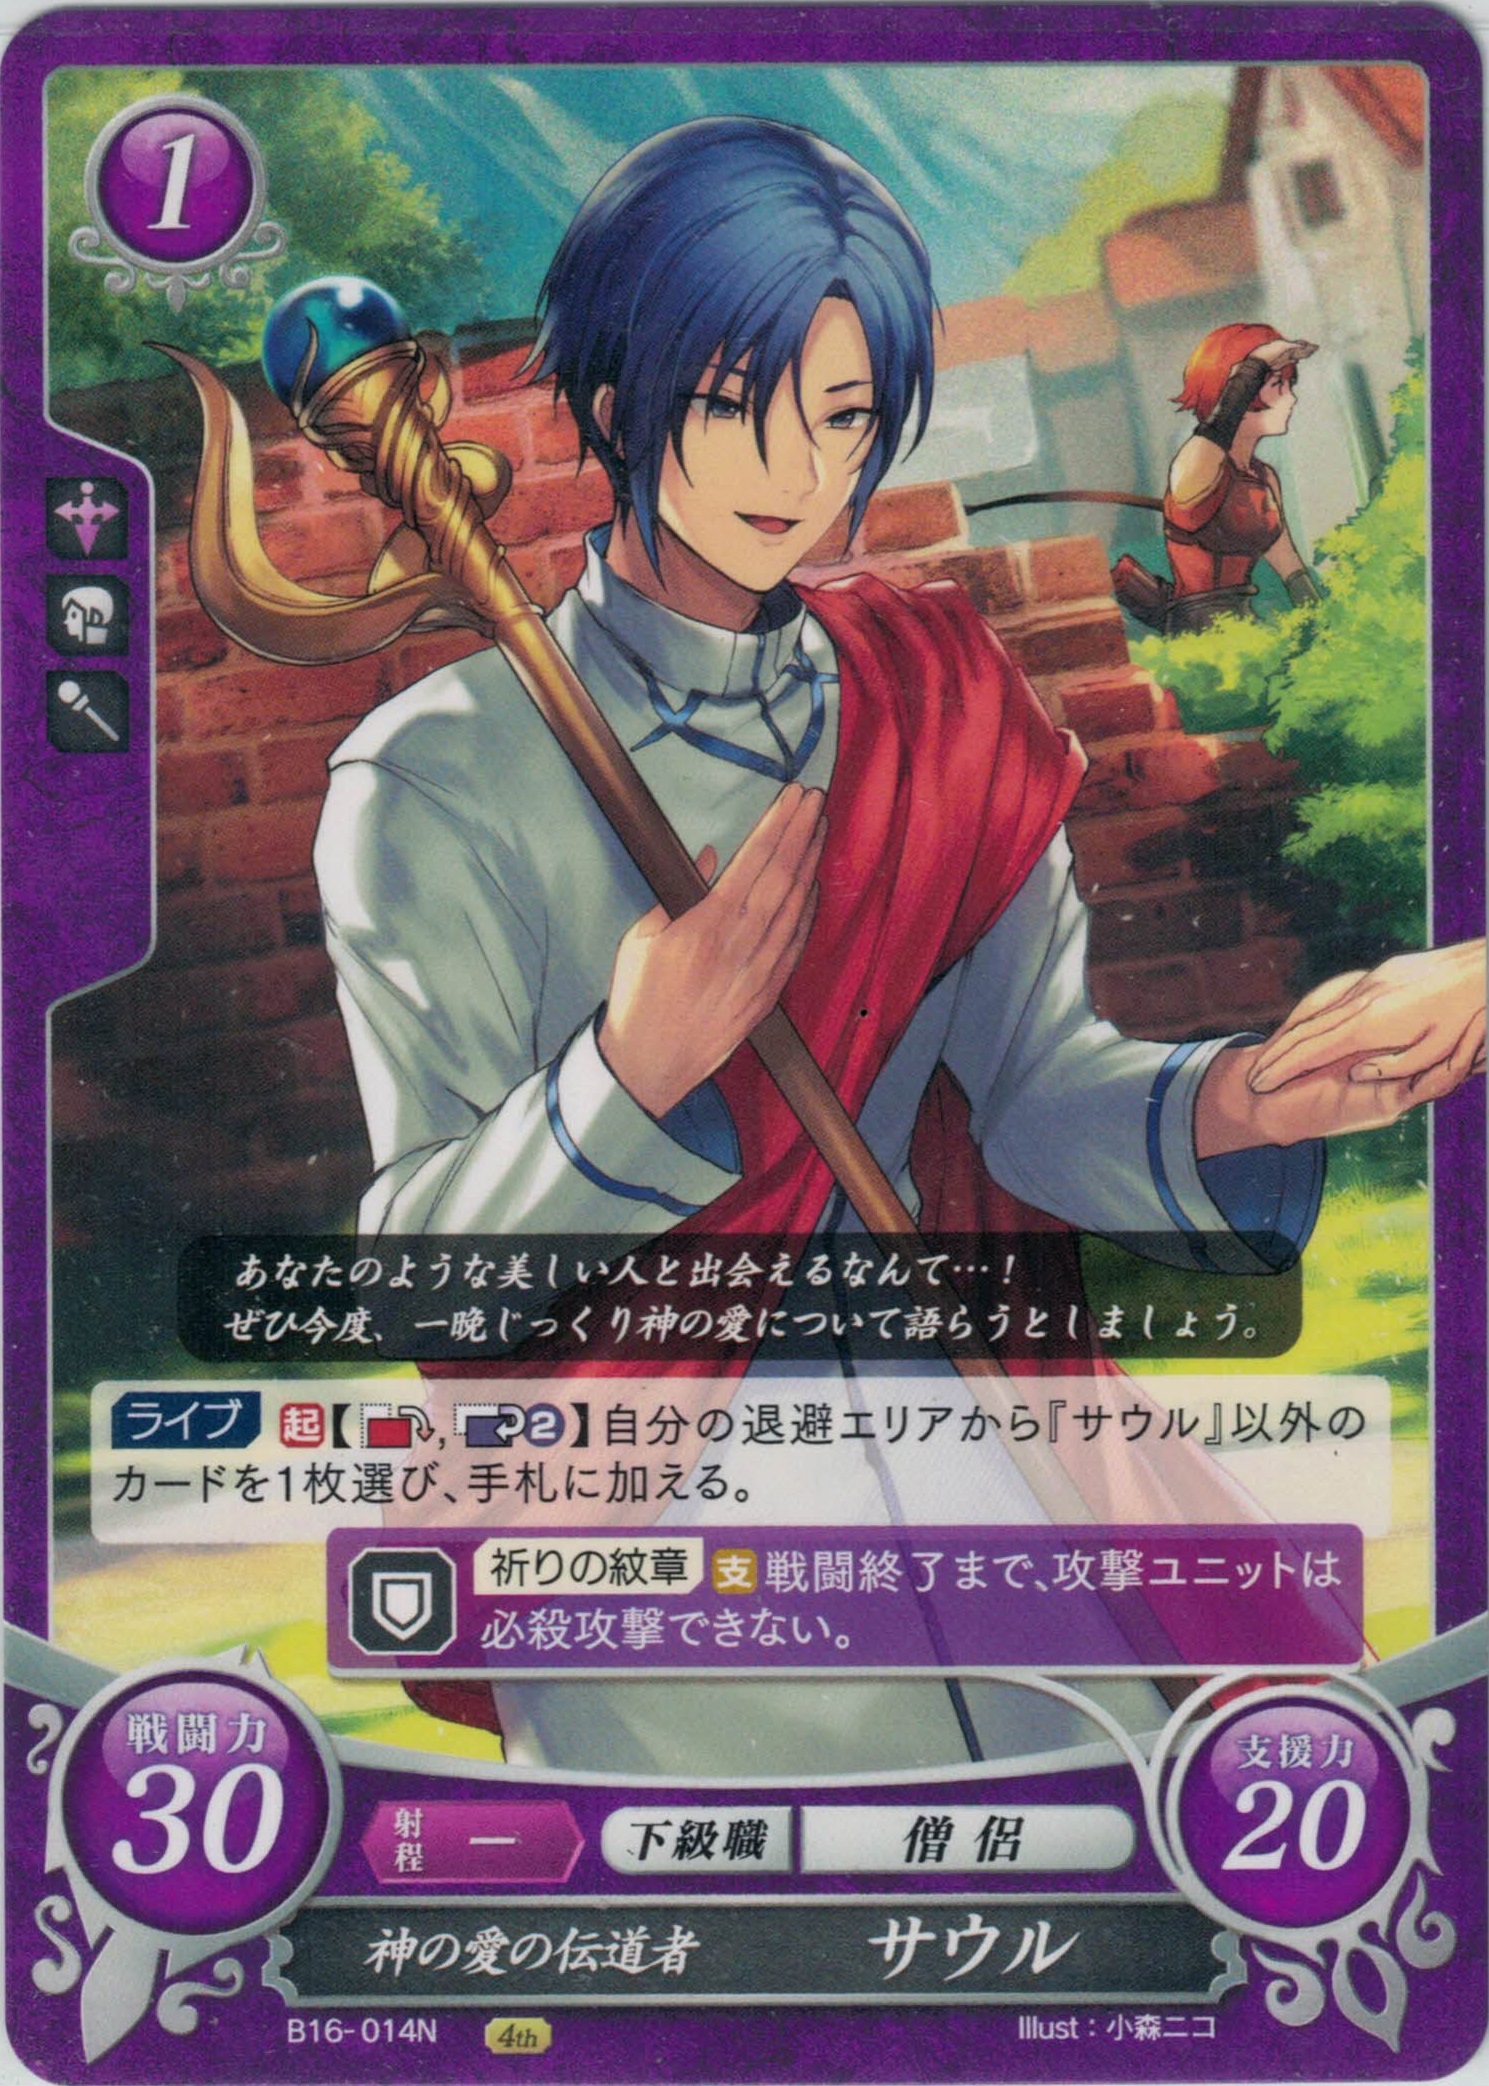 1
あなたのような美しい人と出会えるなんて…!
ぜひ今度、一晩じっくり神の愛について語らうとしましょう。
ライブ 起【 , 2】自分の退避エリアから『サウル』以外の
カードを1枚選び、手札に加える。
祈りの紋章 支 戦闘終了まで、攻撃ユニットは
必殺攻撃できない。
戦闘力
30
射程 一 下級職 僧侶
支援力
20
神の愛の伝道者 サウル
B16-014N 4th Illust:小森ニコ